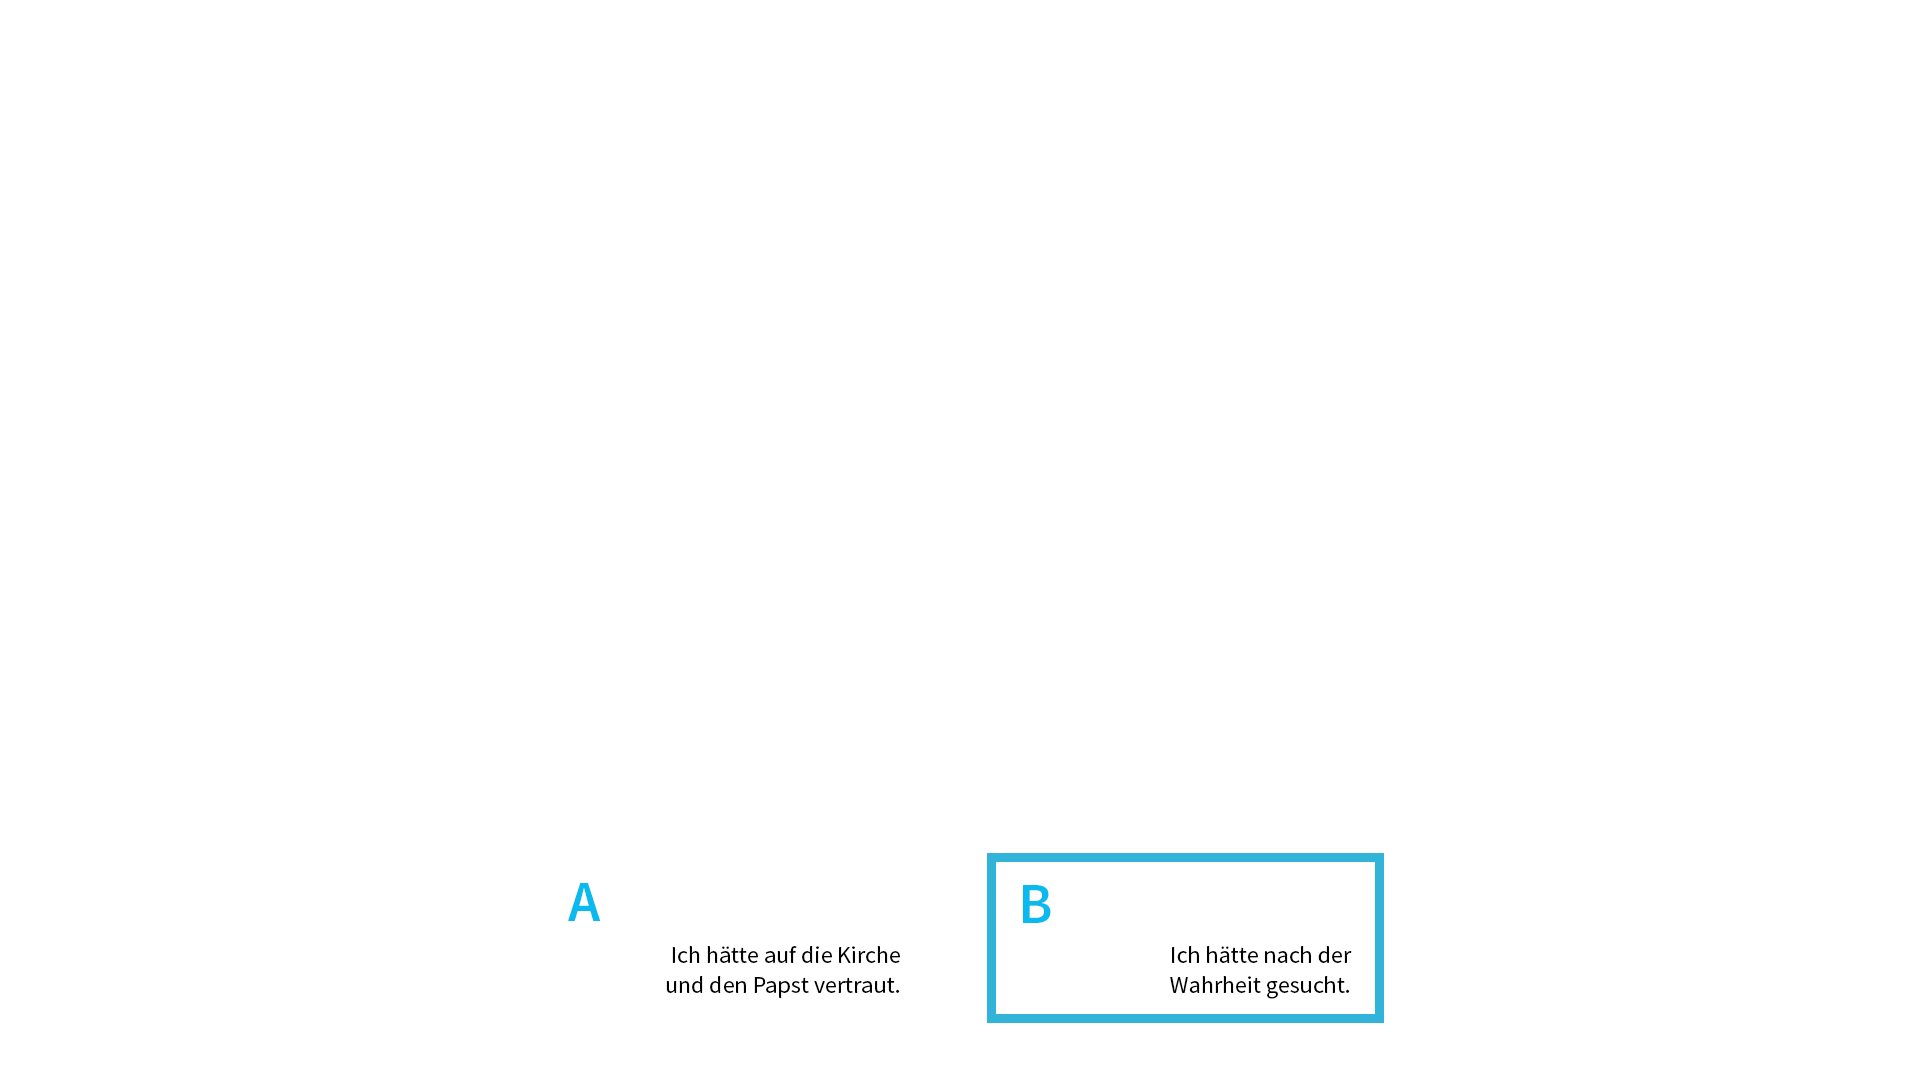 A
Ich hätte auf die Kirche
und den Papst vertraut.
B
Ich hätte nach der
Wahrheit gesucht.